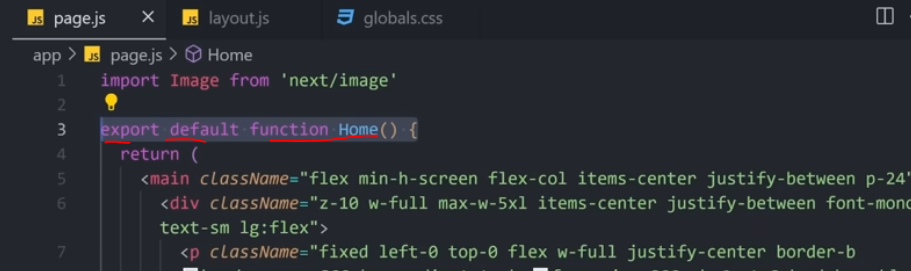 JS page.js × JS layout.js globals.css
app > JS page.js > Home
1 import Image from 'next/image'
2
3 export default function Home() {
4 return (
5 <main className="flex min-h-screen flex-col items-center justify-between p-24"
6 <div className="z-10 w-full max-w-5xl items-center justify-between font-mono
text-sm lg:flex">
7 <p className="fixed left-0 top-0 flex w-full justify-center border-b